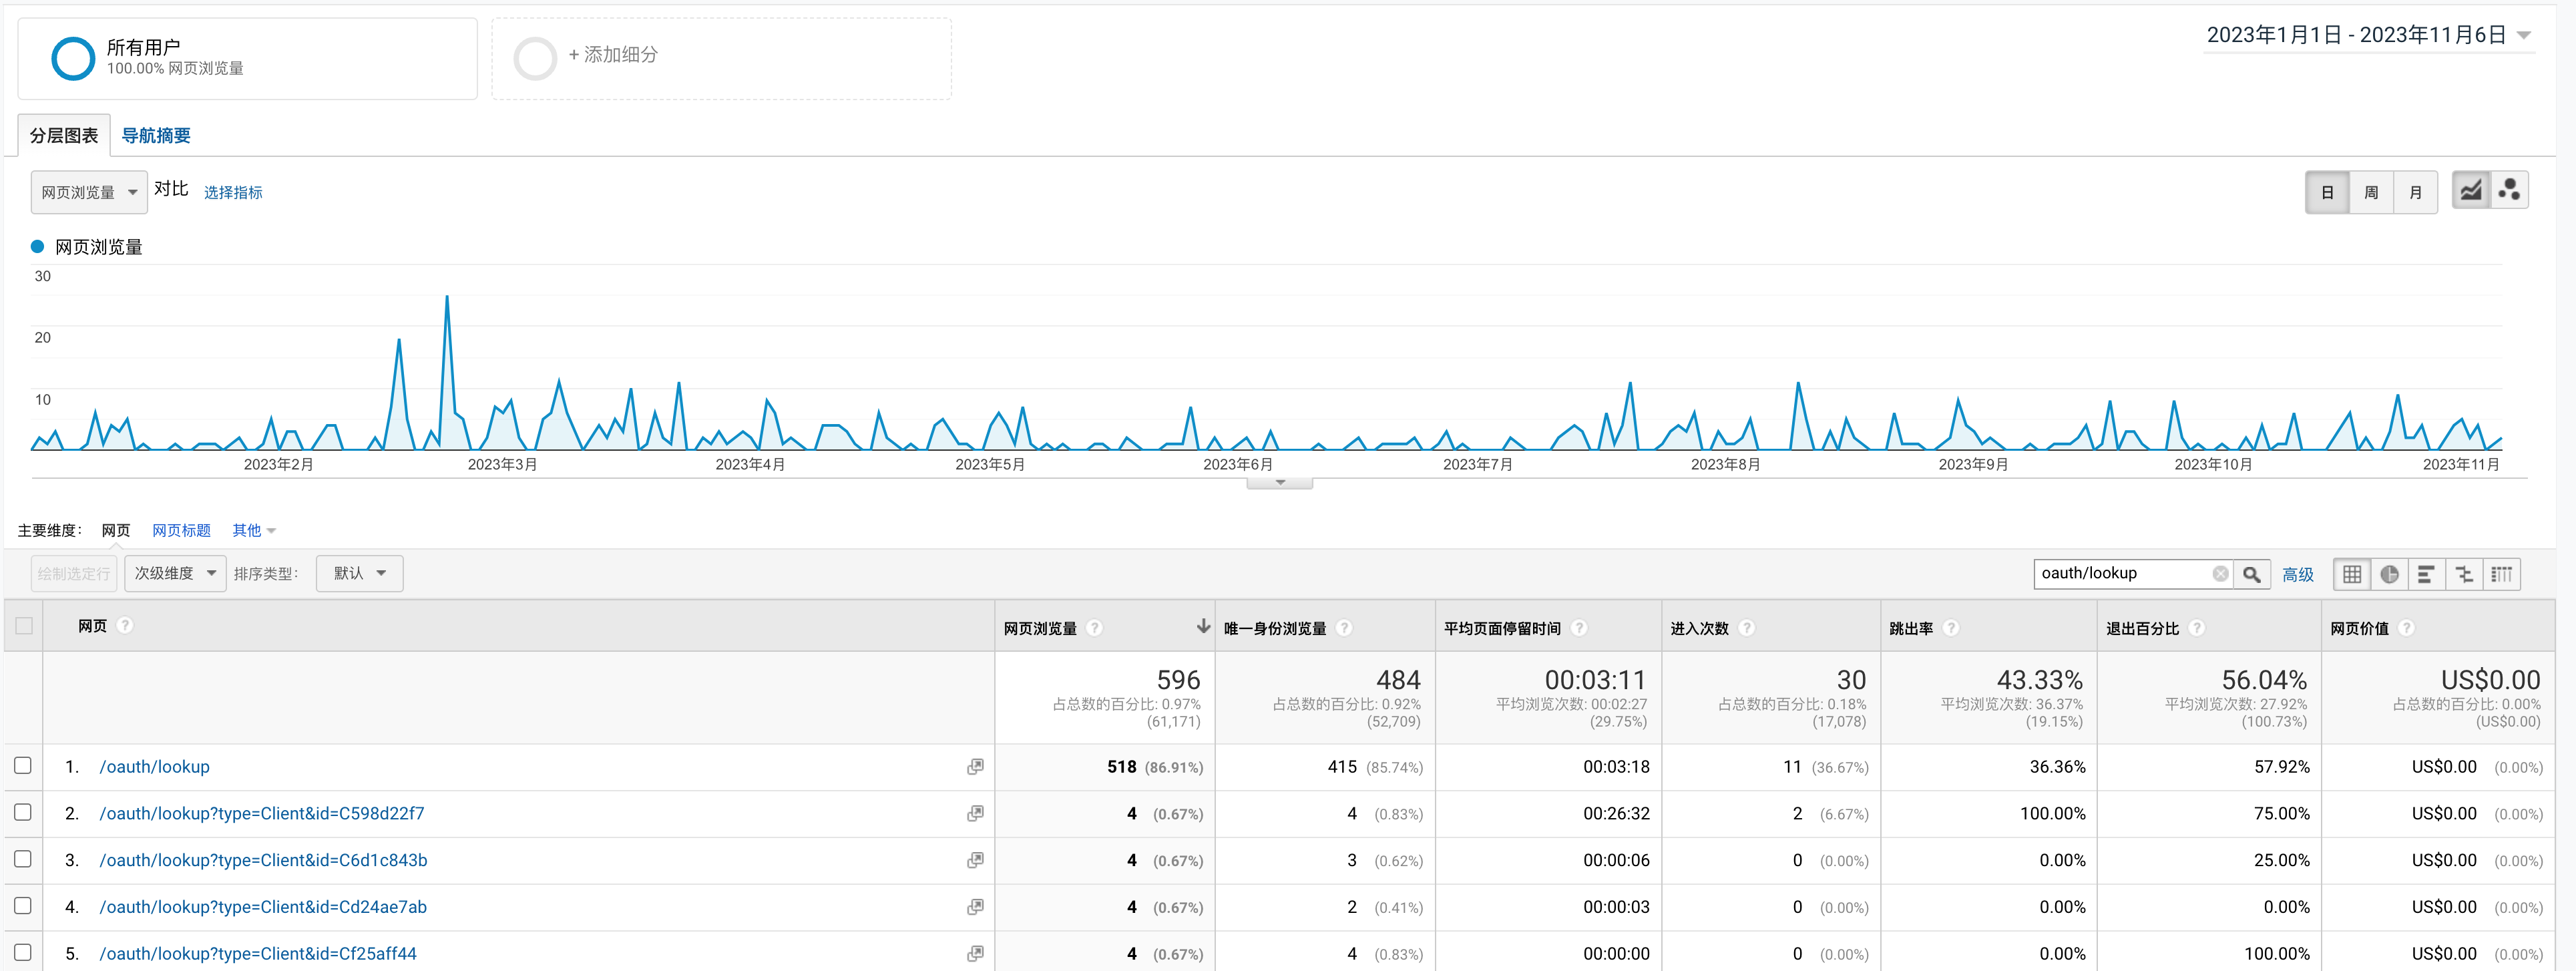 所有用户
100.00% 网页浏览量
+ 添加细分
2023年1月1日 - 2023年11月6日
分层图表 导航摘要
网页浏览量 对比 选择指标
日 周 月
网页浏览量
30
20
10
2023年2月 2023年3月 2023年4月 2023年5月 2023年6月 2023年7月 2023年8月 2023年9月 2023年10月 2023年11月
主要维度： 网页 网页标题 其他
绘制选定行 次级维度 排序类型： 默认 oauth/lookup 高级
网页 ? 网页浏览量 ? 唯一身份浏览量 ? 平均页面停留时间 ? 进入次数 ? 跳出率 ? 退出百分比 ? 网页价值 ?
596 484 00:03:11 30 43.33% 56.04% US$0.00
占总数的百分比: 0.97% 占总数的百分比: 0.92% 平均浏览次数: 00:02:27 占总数的百分比: 0.18% 平均浏览次数: 36.37% 平均浏览次数: 27.92% 占总数的百分比: 0.00%
(61,171) (52,709) (29.75%) (17,078) (19.15%) (100.73%) (US$0.00)
1. /oauth/lookup 518 (86.91%) 415 (85.74%) 00:03:18 11 (36.67%) 36.36% 57.92% US$0.00 (0.00%)
2. /oauth/lookup?type=Client&id=C598d22f7 4 (0.67%) 4 (0.83%) 00:26:32 2 (6.67%) 100.00% 75.00% US$0.00 (0.00%)
3. /oauth/lookup?type=Client&id=C6d1c843b 4 (0.67%) 3 (0.62%) 00:00:06 0 (0.00%) 0.00% 25.00% US$0.00 (0.00%)
4. /oauth/lookup?type=Client&id=Cd24ae7ab 4 (0.67%) 2 (0.41%) 00:00:03 0 (0.00%) 0.00% 0.00% US$0.00 (0.00%)
5. /oauth/lookup?type=Client&id=Cf25aff44 4 (0.67%) 4 (0.83%) 00:00:00 0 (0.00%) 0.00% 100.00% US$0.00 (0.00%)